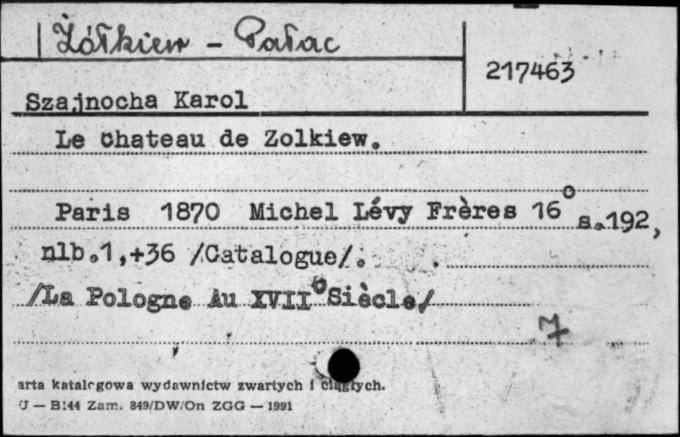 Żółkiew - Pałac
217463
Szajnocha Karol
Le Chateau de Zolkiew.
Paris 1870 Michel Lévy Frères 16° s.192,
nlb.1,+36 /Catalogue/.
/La Pologne Au XVII° Siècle/
7
arta katalogowa wydawnictw zwartych i ciągłych.
U — B144 Zam. 849/DW/On ZGG — 1991